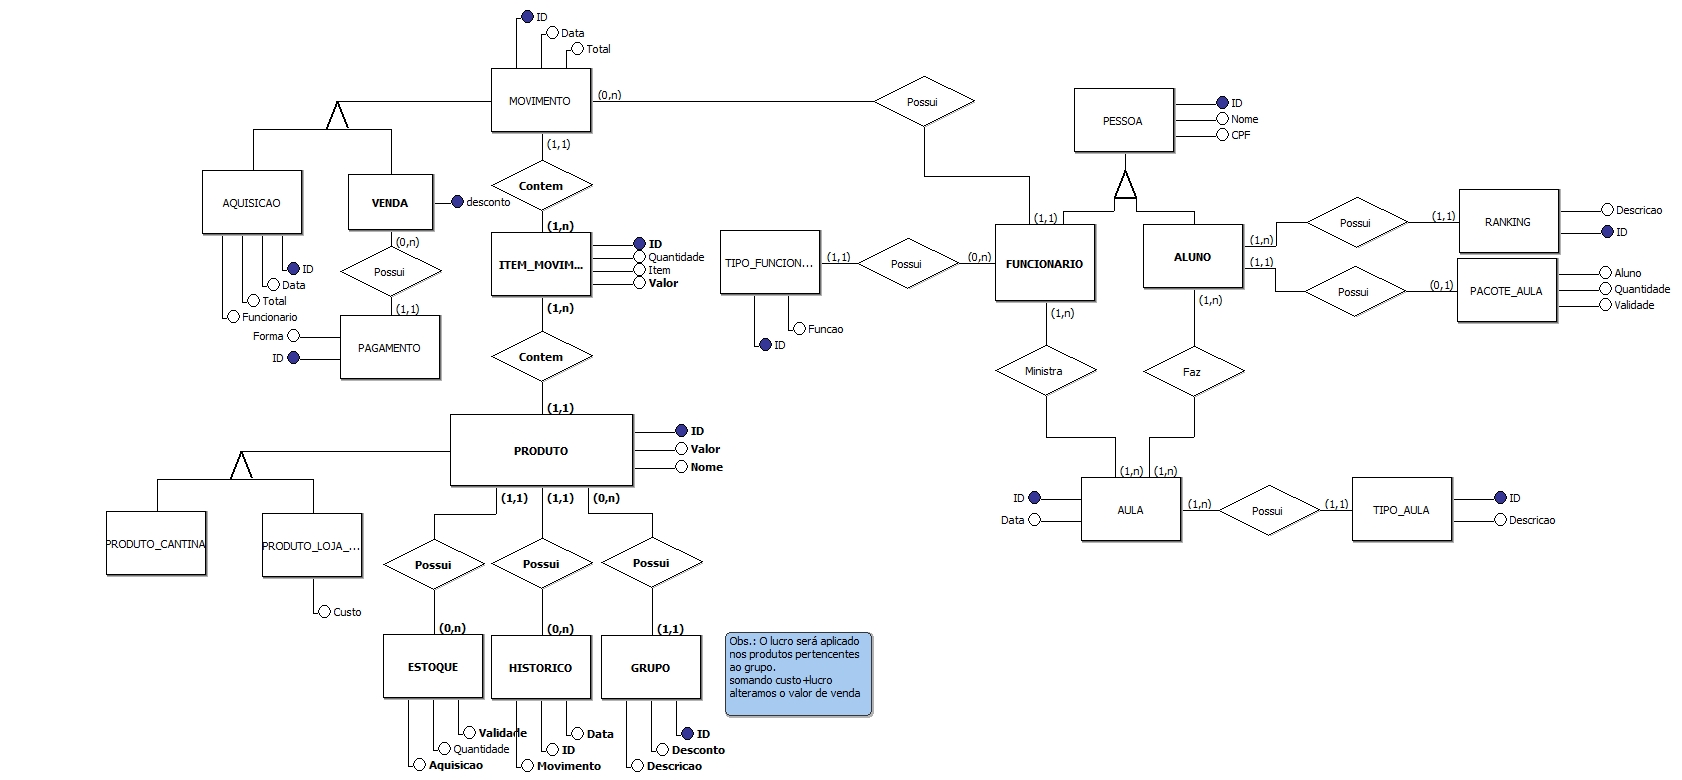 ID
Data
Total
MOVIMENTO
(0,n)
Possui
PESSOA
ID
Nome
CPF
(1,1)
Contem
AQUISICAO
VENDA
desconto
(0,n)
Possui
(1,1)
ID
Data
Total
Funcionario
Forma
ID
PAGAMENTO
(1,n)
ITEM_MOVIM...
ID
Quantidade
Item
Valor
(1,n)
Contem
(1,1)
TIPO_FUNCION...
(1,1)
Possui
(0,n)
Funcao
ID
(1,1)
FUNCIONARIO
(1,n)
Ministra
ALUNO
(1,n)
Possui
(1,1)
RANKING
Descricao
ID
(1,1)
Possui
(0,1)
PACOTE_AULA
Aluno
Quantidade
Validade
(1,n)
Faz
(1,n)
(1,n)
ID
Data
AULA
(1,n)
Possui
(1,1)
TIPO_AULA
ID
Descricao
PRODUTO
ID
Valor
Nome
PRODUTO_CANTINA
PRODUTO_LOJA_...
Custo
(1,1)
(1,1)
(0,n)
Possui
Possui
Possui
(0,n)
(0,n)
(1,1)
ESTOQUE
HISTORICO
GRUPO
Validade
Quantidade
Aquisicao
Data
ID
Movimento
ID
Desconto
Descricao
Obs.: O lucro será aplicado
nos produtos pertencentes
ao grupo.
somando custo+lucro
alteramos o valor de venda